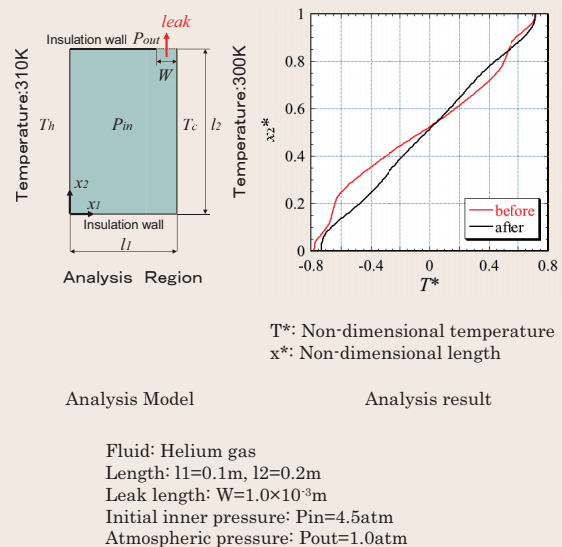 leak
Insulation wall Pout
W
Temperature:310K
Th
Pin
Tc
l2
Temperature:300K
x2
x1
Insulation wall
l1
Analysis Region
x2*
1
0.8
0.6
0.4
0.2
0
before
after
-0.8 -0.4 0 0.4 0.8
T*
T*: Non-dimensional temperature
x*: Non-dimensional length
Analysis Model
Analysis result
Fluid: Helium gas
Length: l1=0.1m, l2=0.2m
Leak length: W=1.0×10⁻³m
Initial inner pressure: Pin=4.5atm
Atmospheric pressure: Pout=1.0atm